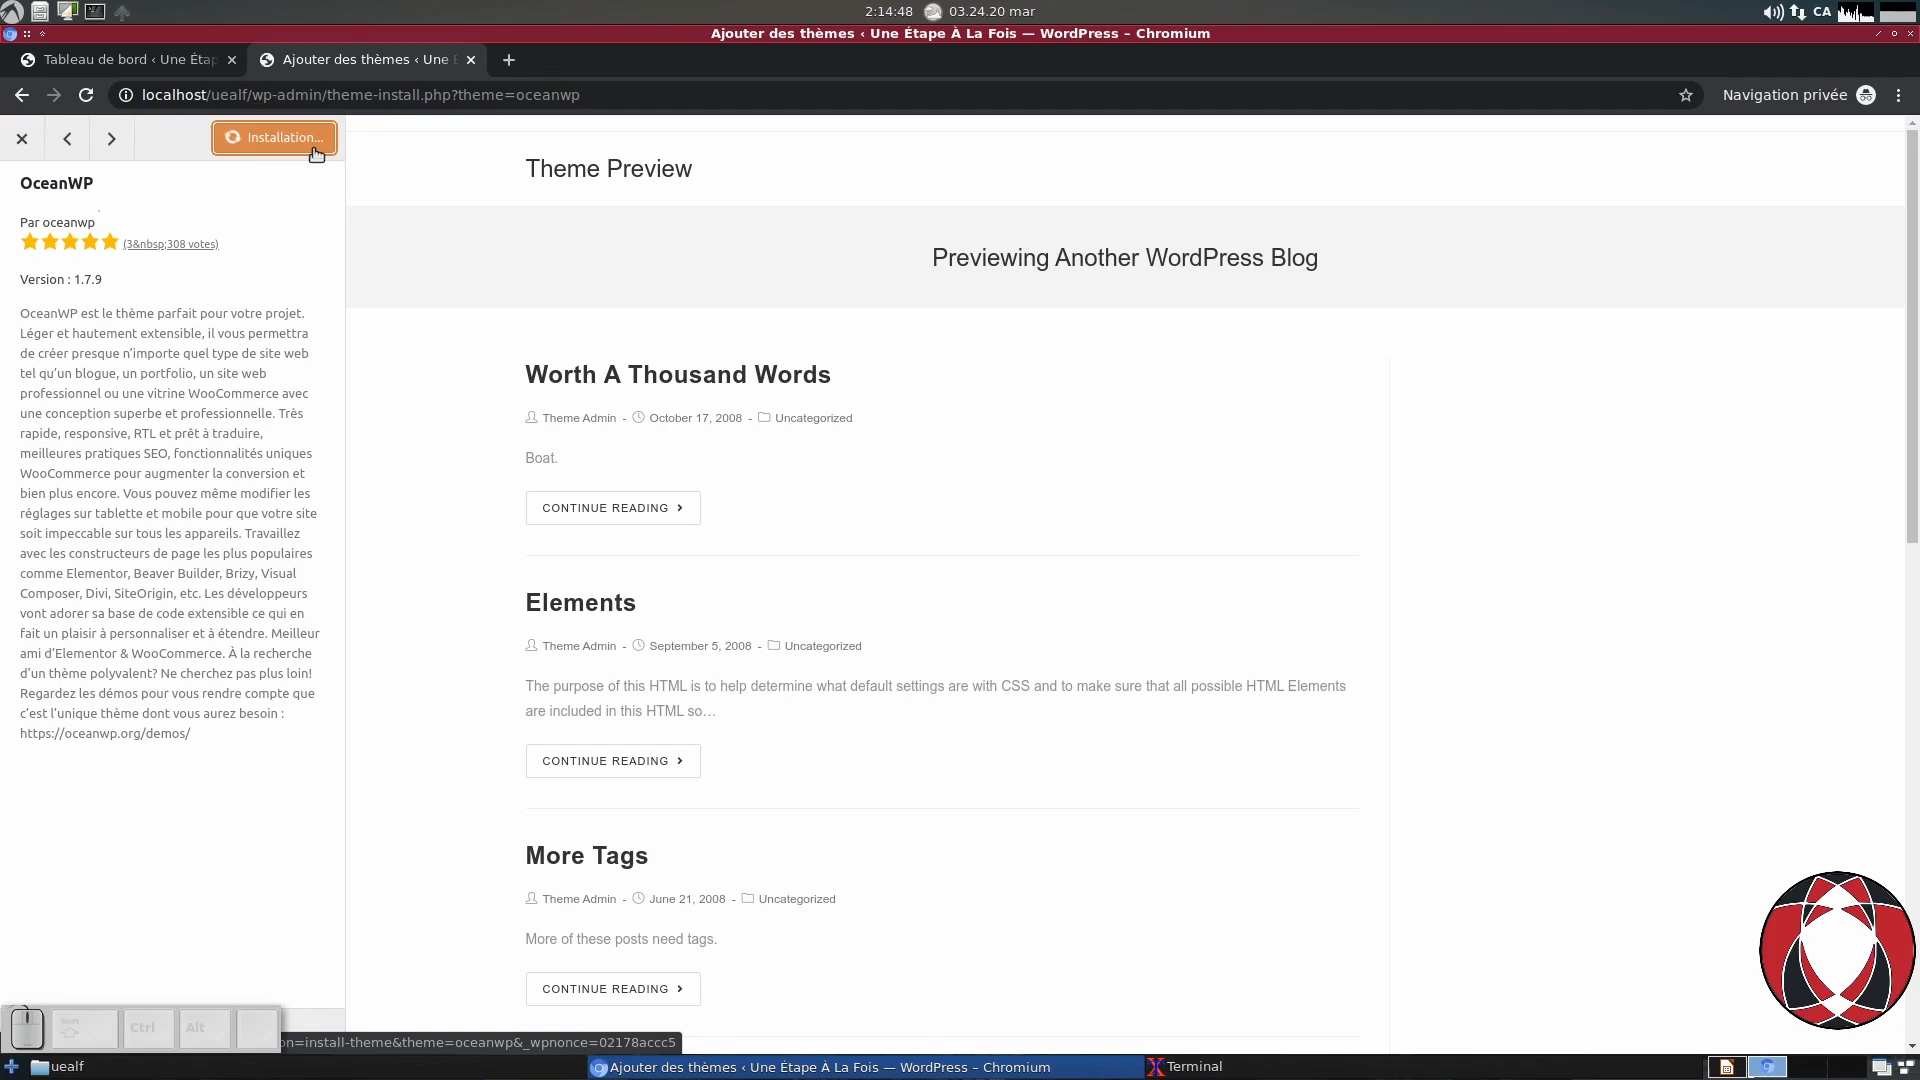 2:14:48 03.24.20 mar
CA
Ajouter des thèmes ‹ Une Étape À La Fois — WordPress – Chromium
Tableau de bord ‹ Une Étap
Ajouter des thèmes ‹ Une É
localhost/uealf/wp-admin/theme-install.php?theme=oceanwp
Navigation privée
Installation...
OceanWP
Par oceanwp
(3&nbsp;308 votes)
Version : 1.7.9
OceanWP est le thème parfait pour votre projet.
Léger et hautement extensible, il vous permettra
de créer presque n’importe quel type de site web
tel qu’un blogue, un portfolio, un site web
professionnel ou une vitrine WooCommerce avec
une conception superbe et professionnelle. Très
rapide, responsive, RTL et prêt à traduire,
meilleures pratiques SEO, fonctionnalités uniques
WooCommerce pour augmenter la conversion et
bien plus encore. Vous pouvez même modifier les
réglages sur tablette et mobile pour que votre site
soit impeccable sur tous les appareils. Travaillez
avec les constructeurs de page les plus populaires
comme Elementor, Beaver Builder, Brizy, Visual
Composer, Divi, SiteOrigin, etc. Les développeurs
vont adorer sa base de code extensible ce qui en
fait un plaisir à personnaliser et à étendre. Meilleur
ami d’Elementor & WooCommerce. À la recherche
d’un thème polyvalent? Ne cherchez pas plus loin!
Regardez les démos pour vous rendre compte que
c’est l’unique thème dont vous aurez besoin :
https://oceanwp.org/demos/
Theme Preview
Previewing Another WordPress Blog
Worth A Thousand Words
Theme Admin - October 17, 2008 - Uncategorized
Boat.
CONTINUE READING
Elements
Theme Admin - September 5, 2008 - Uncategorized
The purpose of this HTML is to help determine what default settings are with CSS and to make sure that all possible HTML Elements
are included in this HTML so…
CONTINUE READING
More Tags
Theme Admin - June 21, 2008 - Uncategorized
More of these posts need tags.
CONTINUE READING
Shift
Ctrl
Alt
on=install-theme&theme=oceanwp&_wpnonce=02178accc5
uealf
Ajouter des thèmes ‹ Une Étape À La Fois — WordPress – Chromium
Terminal